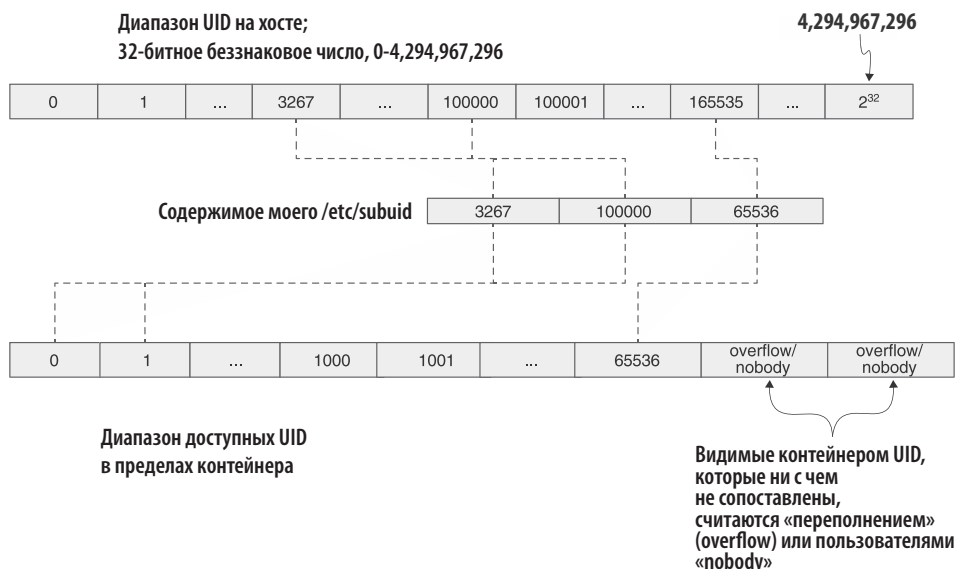 Диапазон UID на хосте;
32-битное беззнаковое число, 0-4,294,967,296
4,294,967,296
0 1 ... 3267 ... 100000 100001 ... 165535 ... 2³²
Содержимое моего /etc/subuid 3267 100000 65536
0 1 ... 1000 1001 ... 65536 overflow/ overflow/
nobody nobody
Диапазон доступных UID
в пределах контейнера
Видимые контейнером UID,
которые ни с чем
не сопоставлены,
считаются «переполнением»
(overflow) или пользователями
«nobody»